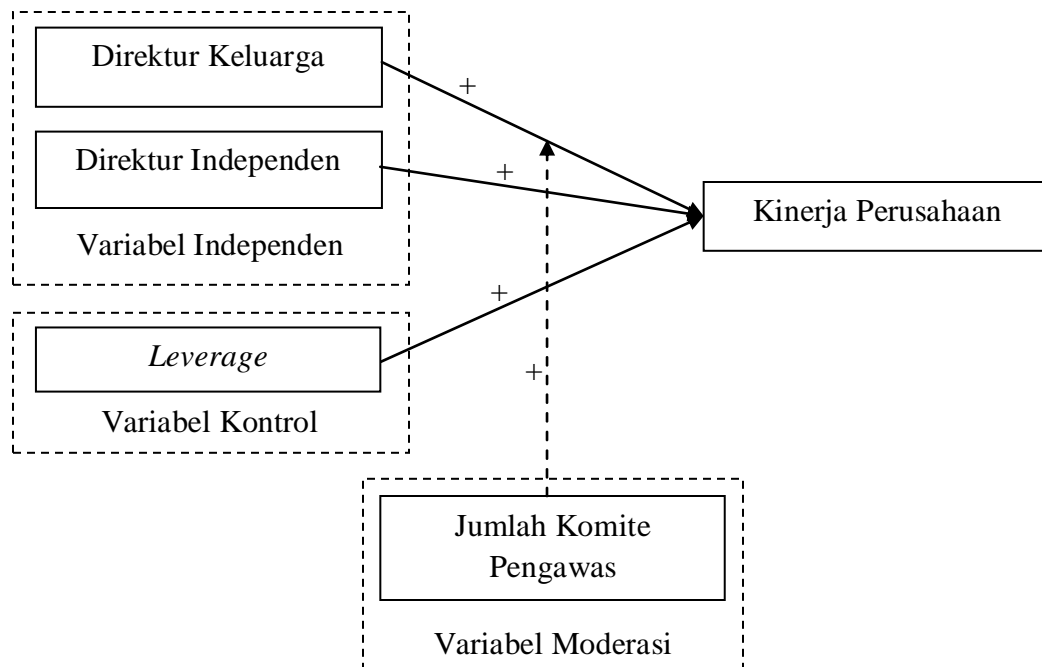 Direktur Keluarga
+
Direktur Independen
+
Variabel Independen
Kinerja Perusahaan
+
Leverage
+
Variabel Kontrol
Jumlah Komite
Pengawas
Variabel Moderasi